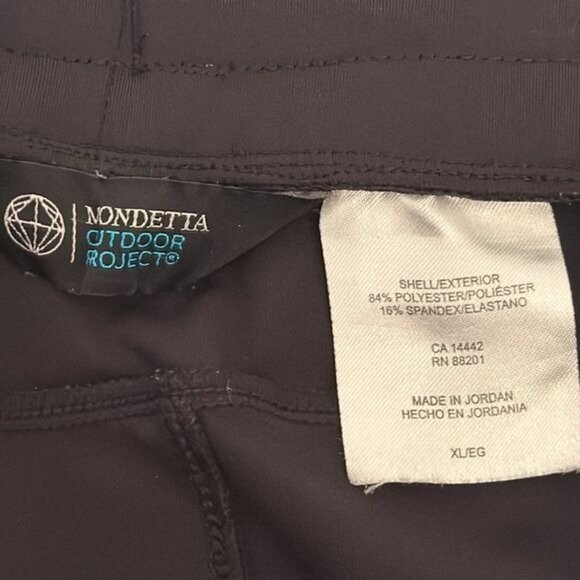 MONDETTA
OUTDOOR
PROJECT®
SHELL/EXTERIOR
84% POLYESTER/POLIÉSTER
16% SPANDEX/ELASTANO
CA 14442
RN 88201
MADE IN JORDAN
HECHO EN JORDANIA
XL/EG